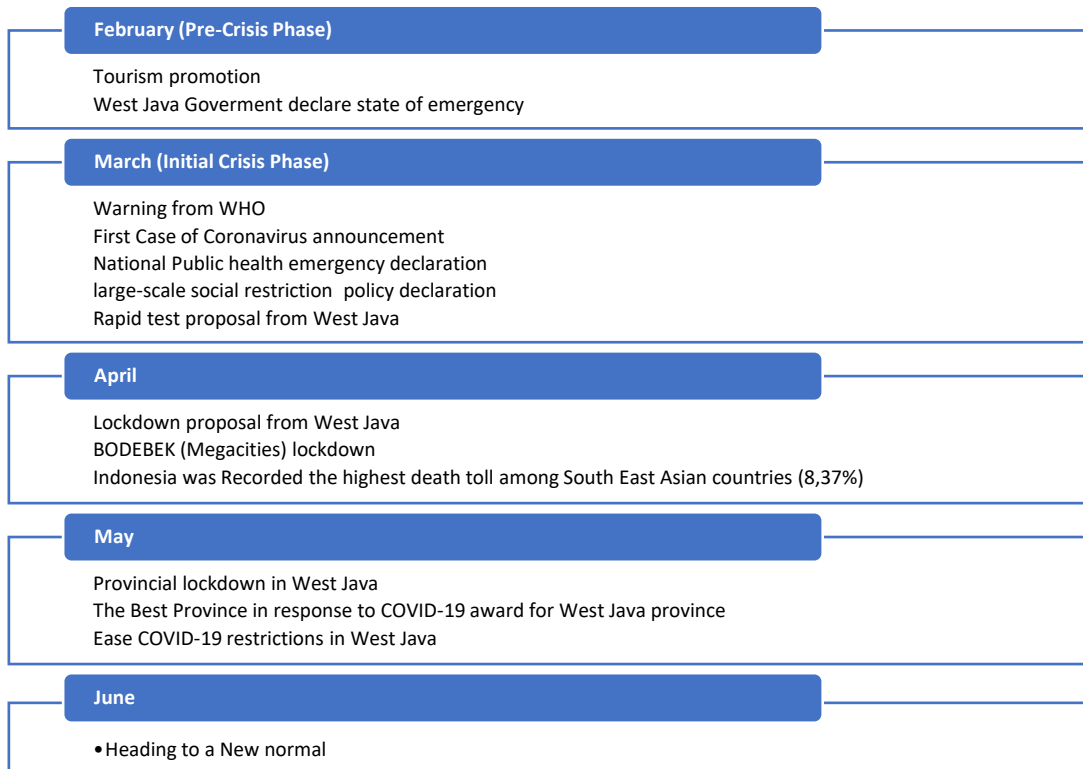 February (Pre-Crisis Phase)
Tourism promotion
West Java Goverment declare state of emergency
March (Initial Crisis Phase)
Warning from WHO
First Case of Coronavirus announcement
National Public health emergency declaration
large-scale social restriction  policy declaration
Rapid test proposal from West Java
April
Lockdown proposal from West Java
BODEBEK (Megacities) lockdown
Indonesia was Recorded the highest death toll among South East Asian countries (8,37%)
May
Provincial lockdown in West Java
The Best Province in response to COVID-19 award for West Java province
Ease COVID-19 restrictions in West Java
June
•Heading to a New normal